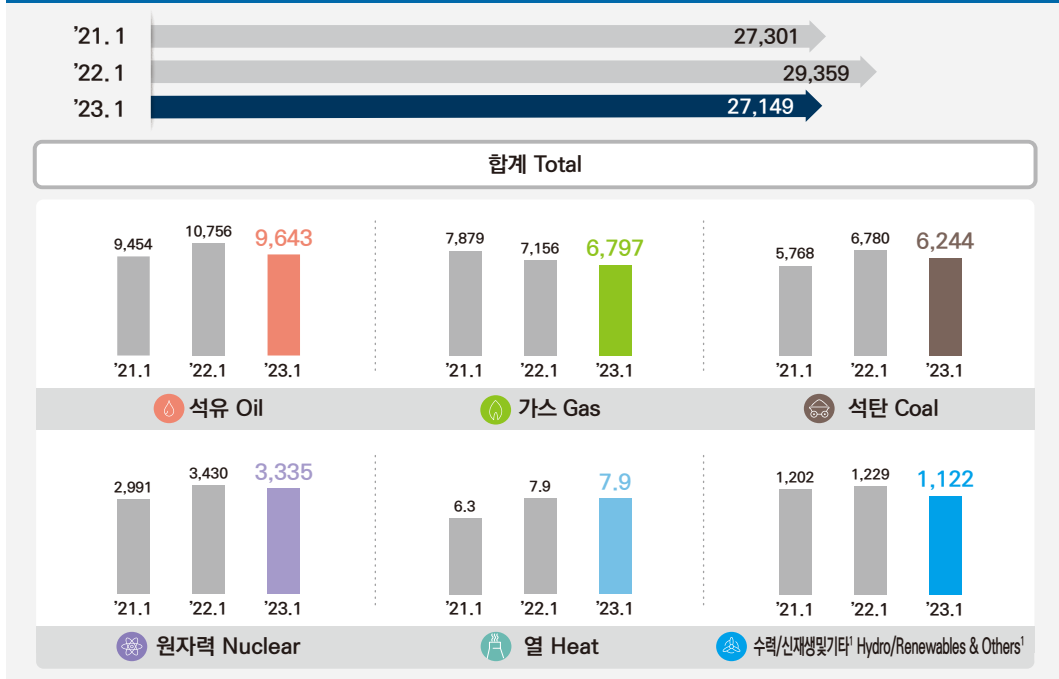 ’21. 1 27,301
’22. 1 29,359
’23. 1 27,149
합계 Total
9,454 10,756 9,643
’21.1 ’22.1 ’23.1
석유 Oil
7,879 7,156 6,797
’21.1 ’22.1 ’23.1
가스 Gas
5,768 6,780 6,244
’21.1 ’22.1 ’23.1
석탄 Coal
2,991 3,430 3,335
’21.1 ’22.1 ’23.1
원자력 Nuclear
6.3 7.9 7.9
’21.1 ’22.1 ’23.1
열 Heat
1,202 1,229 1,122
’21.1 ’22.1 ’23.1
수력/신재생및기타¹ Hydro/Renewables & Others¹